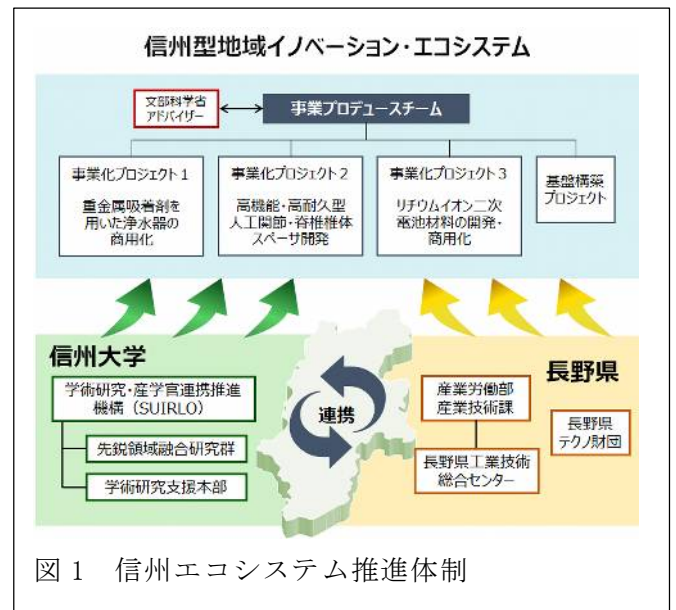 信州型地域イノベーション・エコシステム
文部科学省
アドバイザー
事業プロデュースチーム
事業化プロジェクト1
重金属吸着剤を
用いた浄水器の
商用化
事業化プロジェクト2
高機能・高耐久型
人工関節・脊椎椎体
スペーサ開発
事業化プロジェクト3
リチウムイオン二次
電池材料の開発・
商用化
基盤構築
プロジェクト
信州大学
学術研究・産学官連携推進
機構(SUIRLO)
先鋭領域融合研究群
学術研究支援本部
連携
長野県
産業労働部
産業技術課
長野県工業技術
総合センター
長野県
テクノ財団
図1 信州エコシステム推進体制